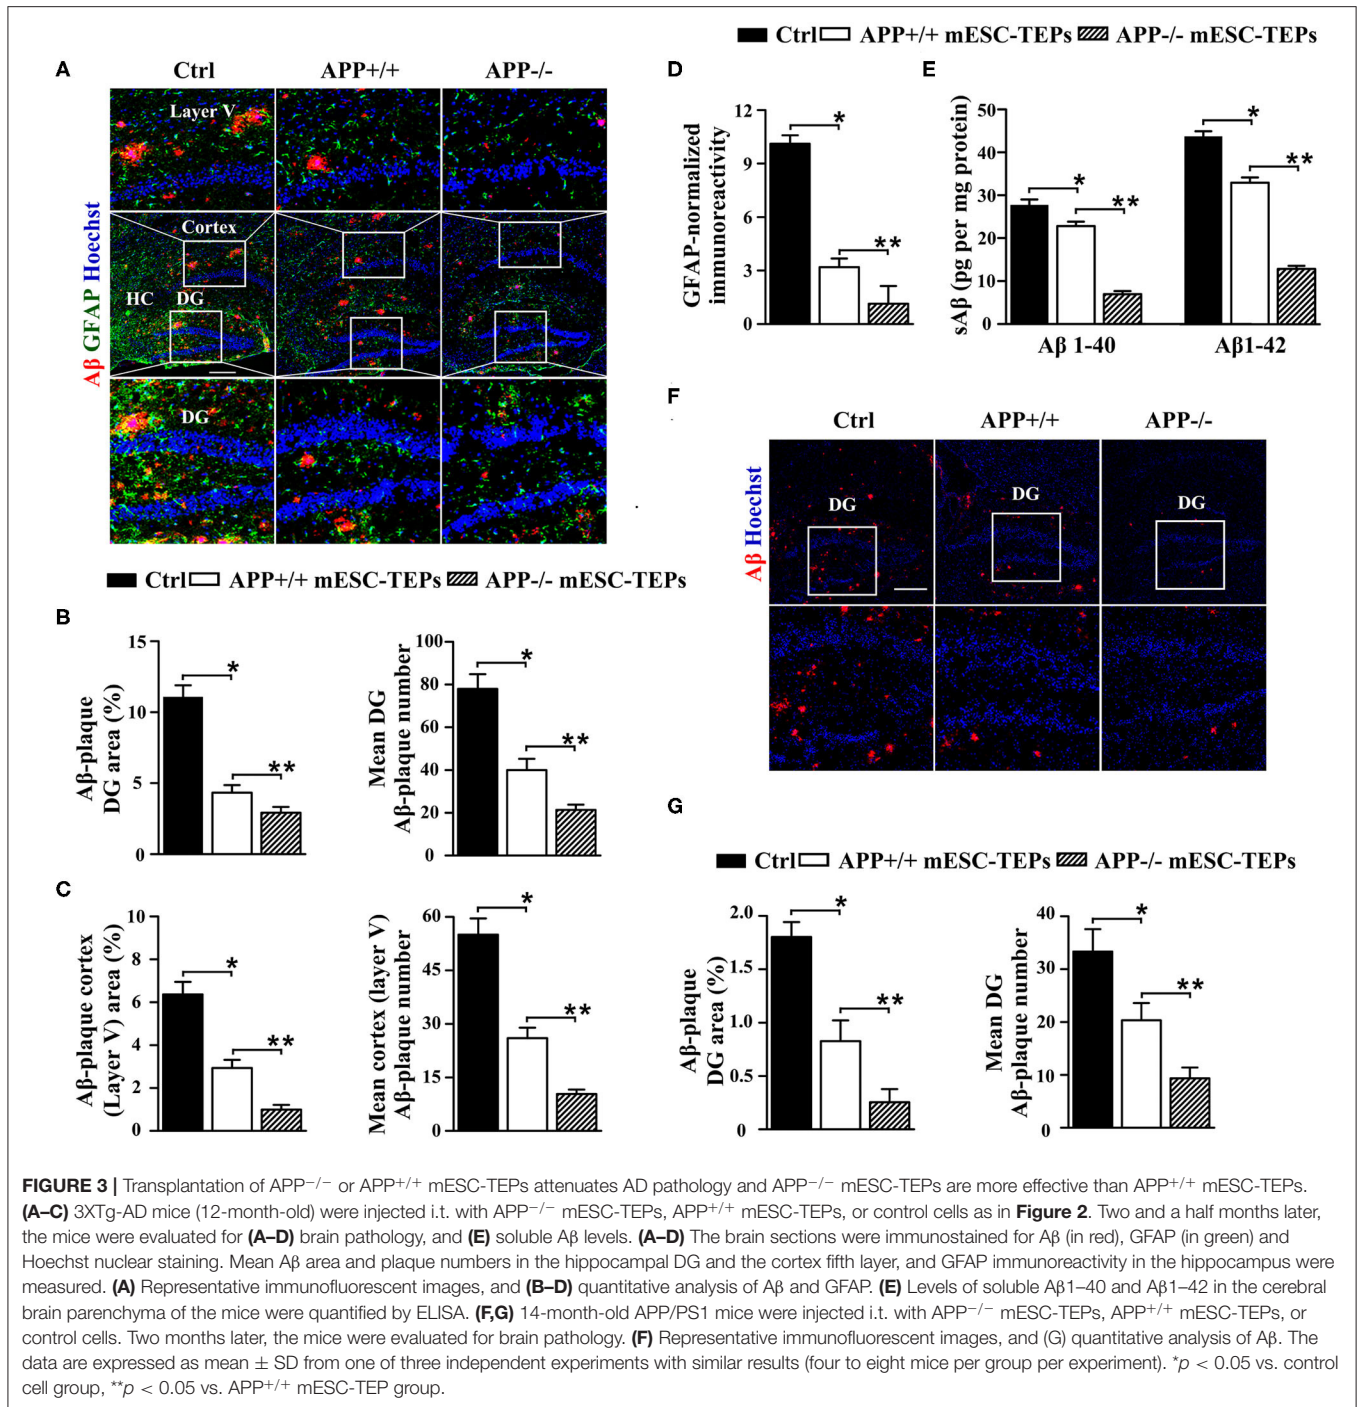 Ctrl APP+/+ mESC-TEPs APP-/- mESC-TEPs
A
Ctrl APP+/+ APP-/-
Layer V
Cortex
HC DG
DG
Aβ GFAP Hoechst
D
12
9
6
3
0
GFAP-normalized
immunoreactivity
*
**
E
50
40
30
20
10
0
sAβ (pg per mg protein)
*
**
*
**
Aβ 1-40 Aβ1-42
Ctrl APP+/+ mESC-TEPs APP-/- mESC-TEPs
B
15
10
5
0
Aβ-plaque
DG area (%)
*
**
100
80
60
40
20
0
Mean DG
Aβ-plaque number
*
**
C
10
8
6
4
2
0
Aβ-plaque cortex
(Layer V) area (%)
*
**
60
45
30
15
0
Mean cortex (layer V)
Aβ-plaque number
*
**
F
Ctrl APP+/+ APP-/-
DG DG DG
Aβ Hoechst
G
Ctrl APP+/+ mESC-TEPs APP-/- mESC-TEPs
2.0
1.5
1.0
0.5
0
Aβ-plaque
DG area (%)
*
**
40
30
20
10
0
Mean DG
Aβ-plaque number
*
**
FIGURE 3 | Transplantation of APP−/− or APP+/+ mESC-TEPs attenuates AD pathology and APP−/− mESC-TEPs are more effective than APP+/+ mESC-TEPs.
(A–C) 3XTg-AD mice (12-month-old) were injected i.t. with APP−/− mESC-TEPs, APP+/+ mESC-TEPs, or control cells as in Figure 2. Two and a half months later,
the mice were evaluated for (A–D) brain pathology, and (E) soluble Aβ levels. (A–D) The brain sections were immunostained for Aβ (in red), GFAP (in green) and
Hoechst nuclear staining. Mean Aβ area and plaque numbers in the hippocampal DG and the cortex fifth layer, and GFAP immunoreactivity in the hippocampus were
measured. (A) Representative immunofluorescent images, and (B–D) quantitative analysis of Aβ and GFAP. (E) Levels of soluble Aβ1–40 and Aβ1–42 in the cerebral
brain parenchyma of the mice were quantified by ELISA. (F,G) 14-month-old APP/PS1 mice were injected i.t. with APP−/− mESC-TEPs, APP+/+ mESC-TEPs, or
control cells. Two months later, the mice were evaluated for brain pathology. (F) Representative immunofluorescent images, and (G) quantitative analysis of Aβ. The
data are expressed as mean ± SD from one of three independent experiments with similar results (four to eight mice per group per experiment). *p < 0.05 vs. control
cell group, **p < 0.05 vs. APP+/+ mESC-TEP group.